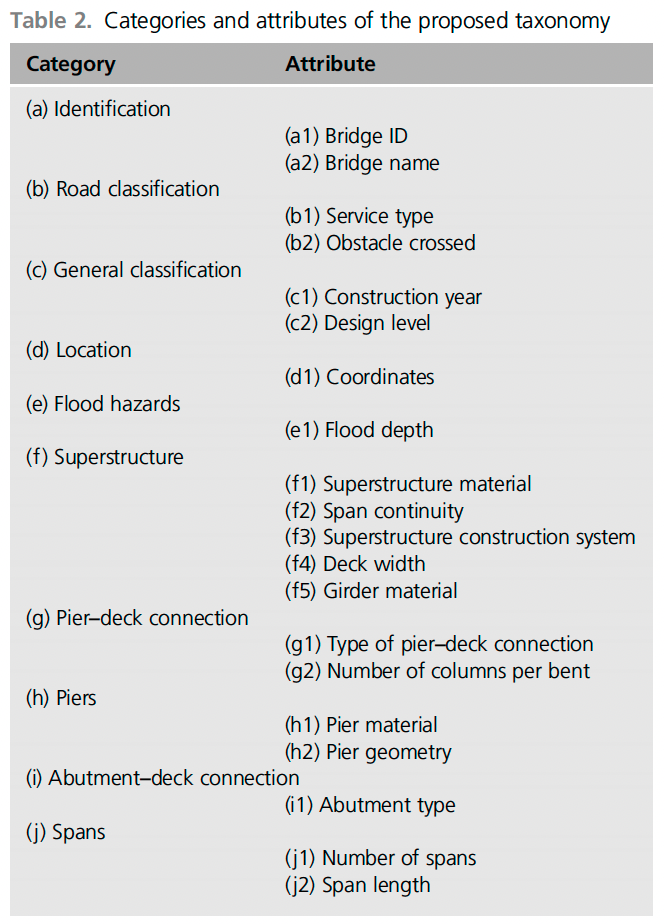 Table 2. Categories and attributes of the proposed taxonomy
Category Attribute
(a) Identification
(a1) Bridge ID
(a2) Bridge name
(b) Road classification
(b1) Service type
(b2) Obstacle crossed
(c) General classification
(c1) Construction year
(c2) Design level
(d) Location
(d1) Coordinates
(e) Flood hazards
(e1) Flood depth
(f) Superstructure
(f1) Superstructure material
(f2) Span continuity
(f3) Superstructure construction system
(f4) Deck width
(f5) Girder material
(g) Pier–deck connection
(g1) Type of pier–deck connection
(g2) Number of columns per bent
(h) Piers
(h1) Pier material
(h2) Pier geometry
(i) Abutment–deck connection
(i1) Abutment type
(j) Spans
(j1) Number of spans
(j2) Span length